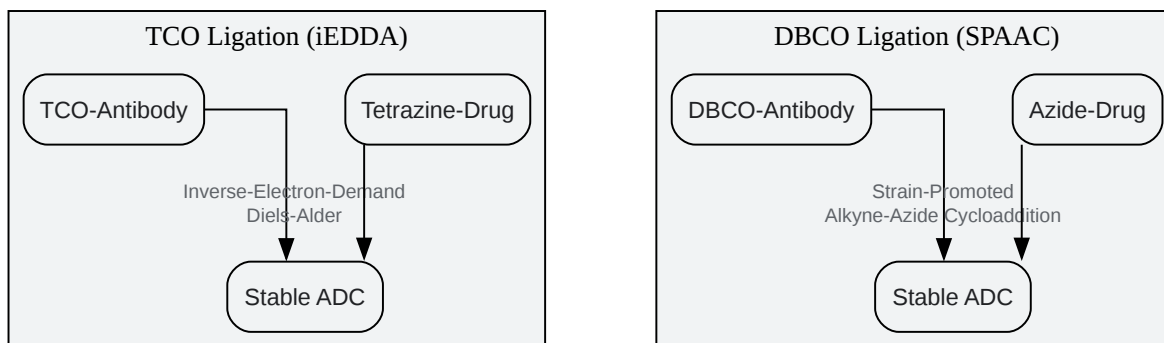 TCO Ligation (iEDDA)
TCO-Antibody
Tetrazine-Drug
Inverse-Electron-Demand
Diels-Alder
Stable ADC
DBCO Ligation (SPAAC)
DBCO-Antibody
Azide-Drug
Strain-Promoted
Alkyne-Azide Cycloaddition
Stable ADC